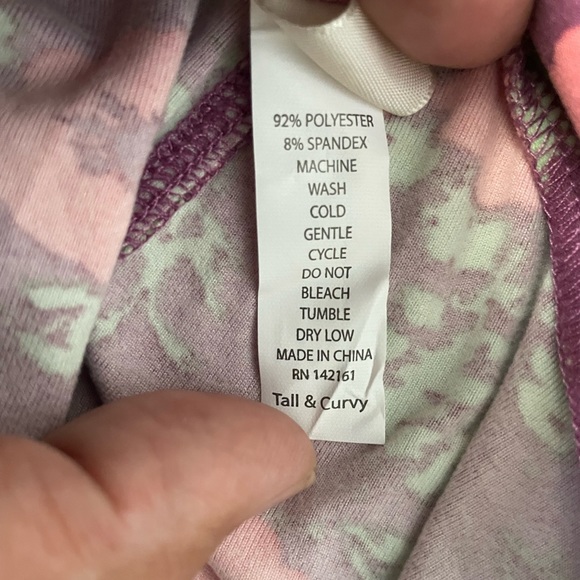 92% POLYESTER
8% SPANDEX
MACHINE
WASH
COLD
GENTLE
CYCLE
DO NOT
BLEACH
TUMBLE
DRY LOW
MADE IN CHINA
RN 142161
Tall & Curvy